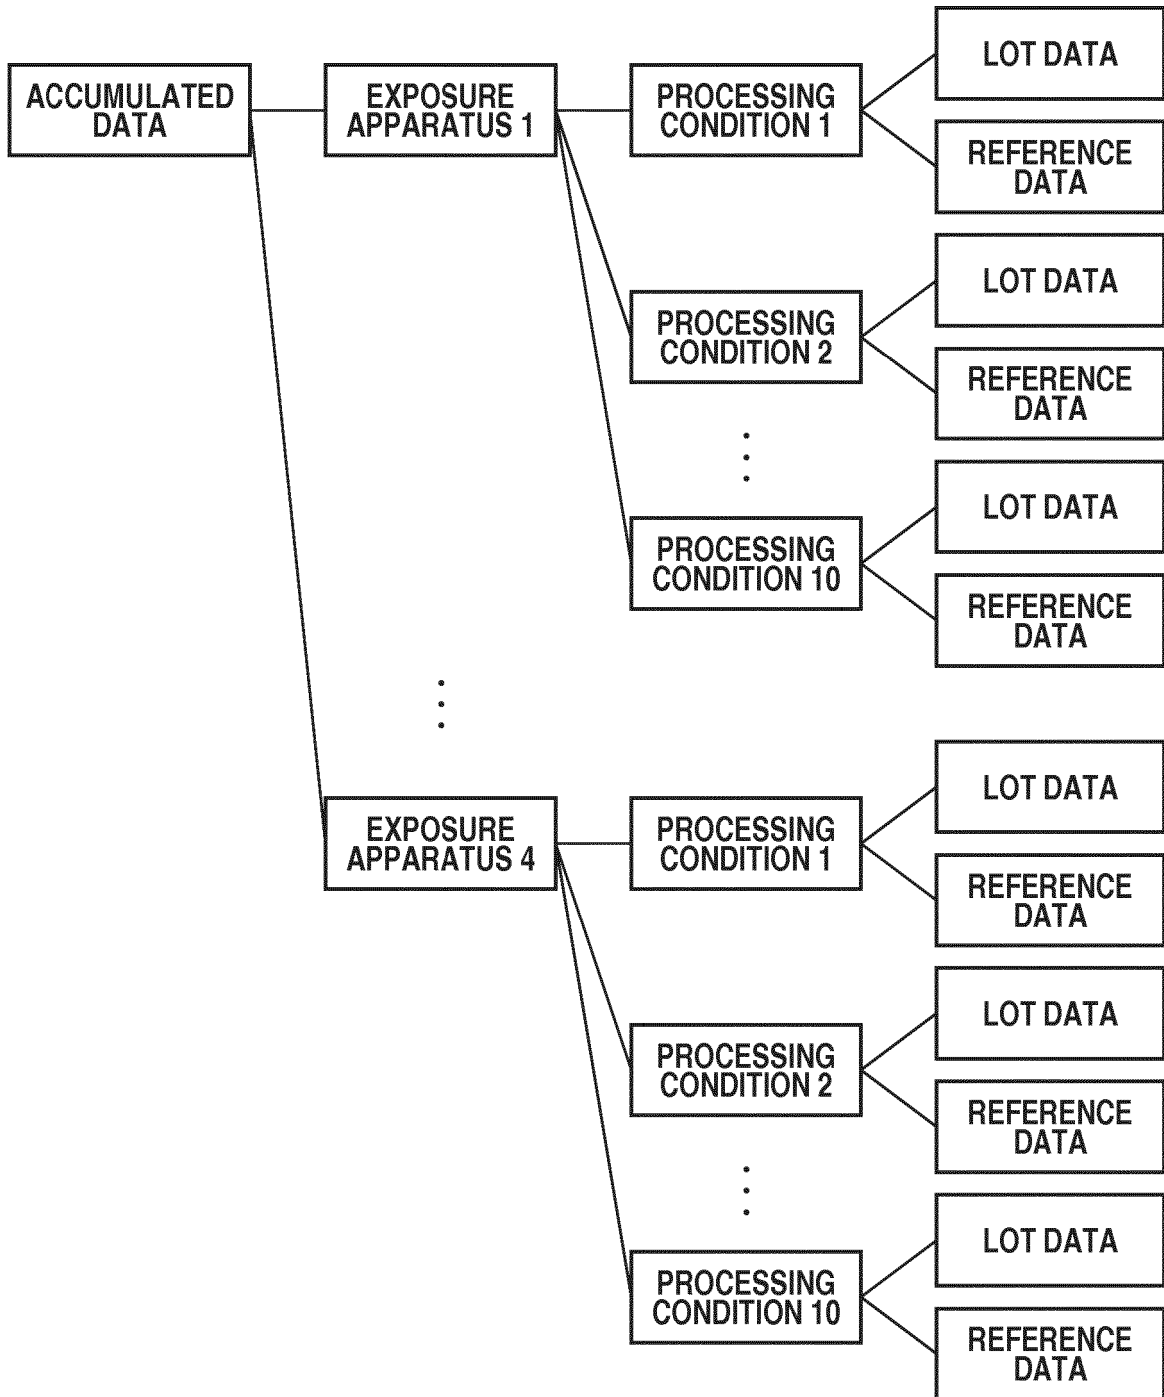 ACCUMULATED
DATA
EXPOSURE
APPARATUS 1
PROCESSING
CONDITION 1
LOT DATA
REFERENCE
DATA
PROCESSING
CONDITION 2
LOT DATA
REFERENCE
DATA
PROCESSING
CONDITION 10
LOT DATA
REFERENCE
DATA
EXPOSURE
APPARATUS 4
PROCESSING
CONDITION 1
LOT DATA
REFERENCE
DATA
PROCESSING
CONDITION 2
LOT DATA
REFERENCE
DATA
PROCESSING
CONDITION 10
LOT DATA
REFERENCE
DATA